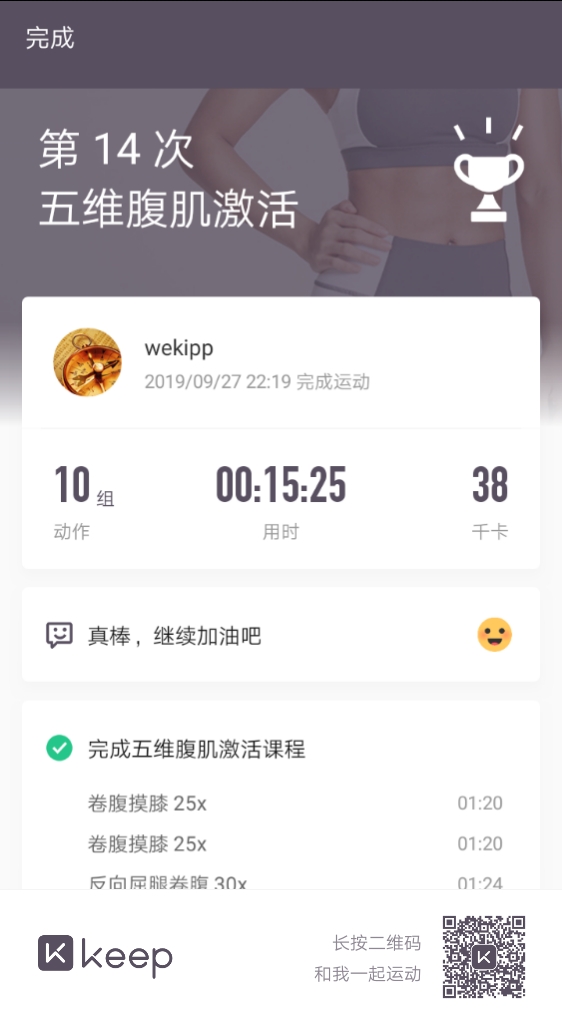 完成
第 14 次
五维腹肌激活
wekipp
2019/09/27 22:19 完成运动
10 组
动作
00:15:25
用时
38
千卡
真棒，继续加油吧
完成五维腹肌激活课程
卷腹摸膝 25x 01:20
卷腹摸膝 25x 01:20
反向屈腿卷腹 30x 01:24
keep
长按二维码
和我一起运动